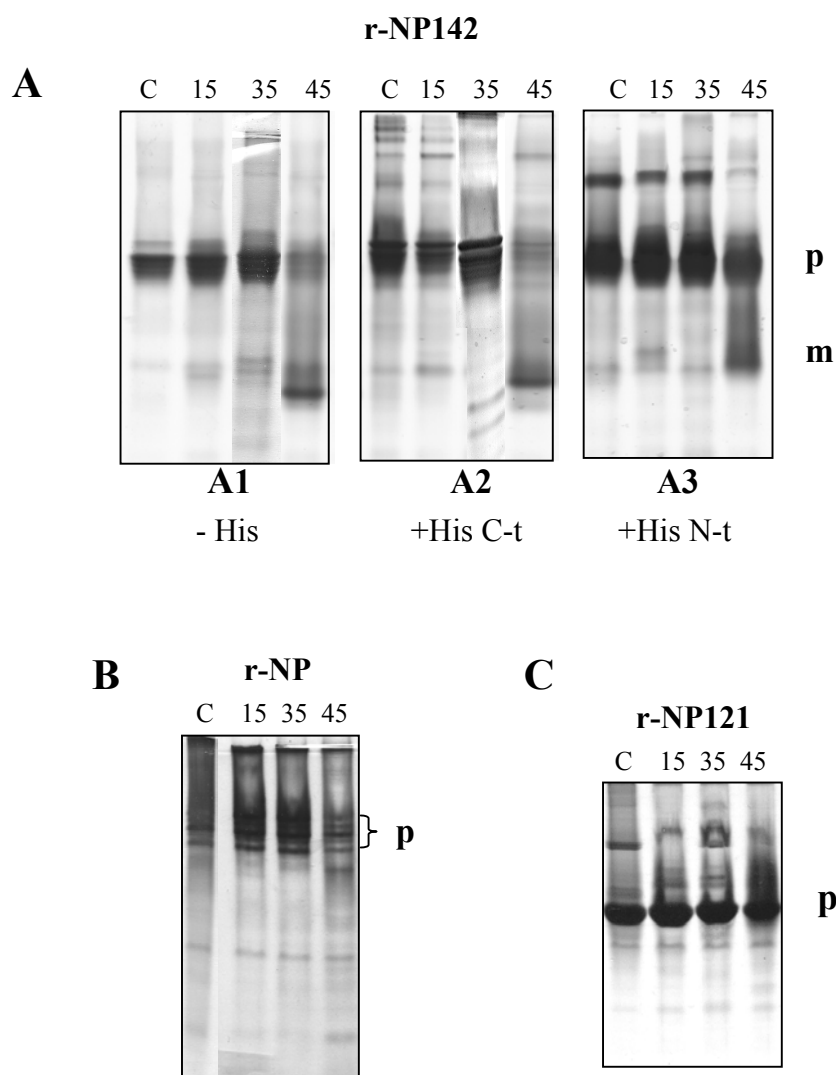 r-NP142
A
C 15 35 45
C 15 35 45
C 15 35 45
p
m
A1
A2
A3
- His
+His C-t
+His N-t
B
r-NP
C 15 35 45
p
C
r-NP121
C 15 35 45
p